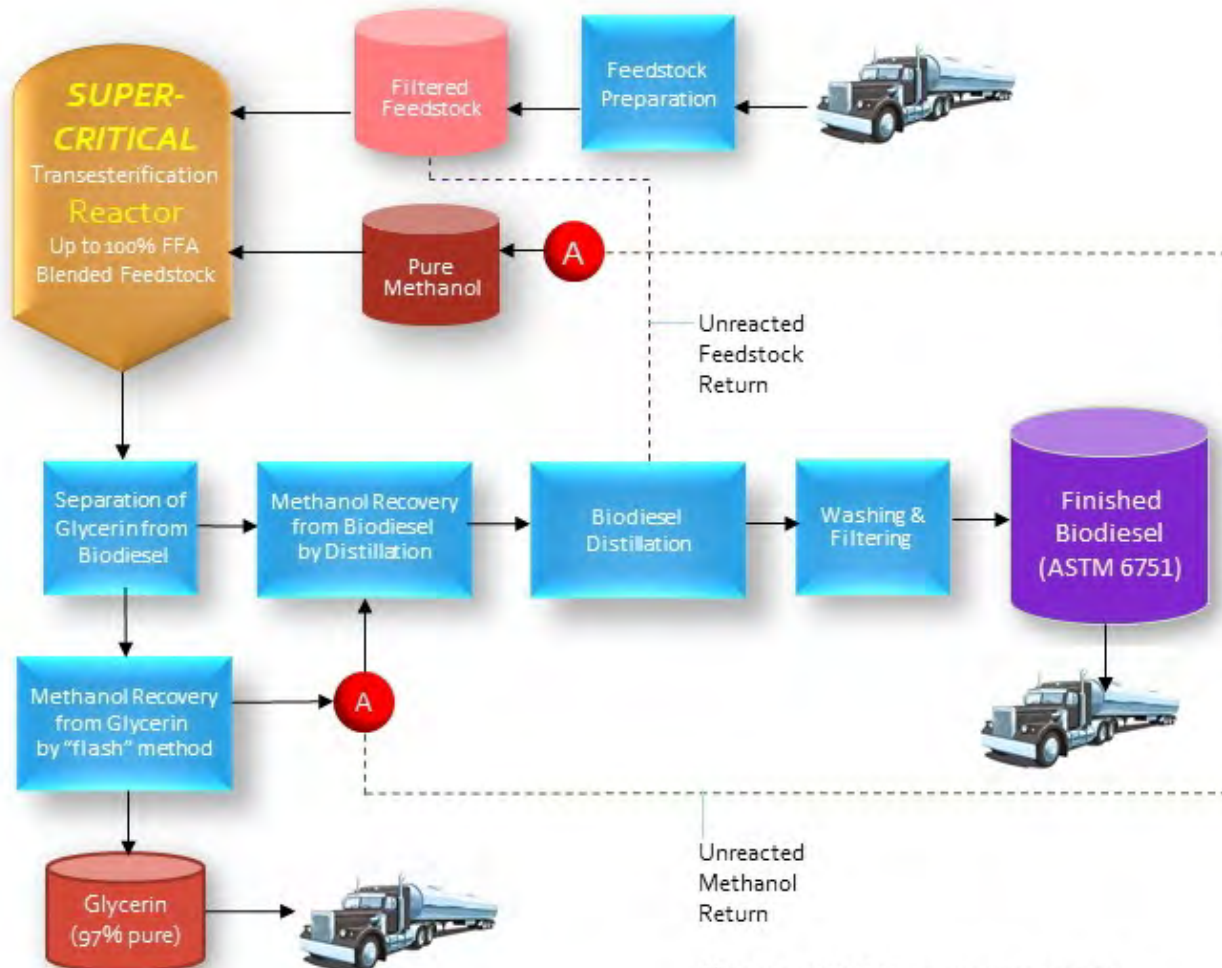 SUPER-
CRITICAL
Transesterification
Reactor
Up to 100% FFA
Blended Feedstock
Filtered
Feedstock
Feedstock
Preparation
Pure
Methanol
A
Unreacted
Feedstock
Return
Separation of
Glycerin from
Biodiesel
Methanol Recovery
from Biodiesel
by Distillation
Biodiesel
Distillation
Washing &
Filtering
Finished
Biodiesel
(ASTM 6751)
Methanol Recovery
from Glycerin
by “flash” method
A
Unreacted
Methanol
Return
Glycerin
(97% pure)